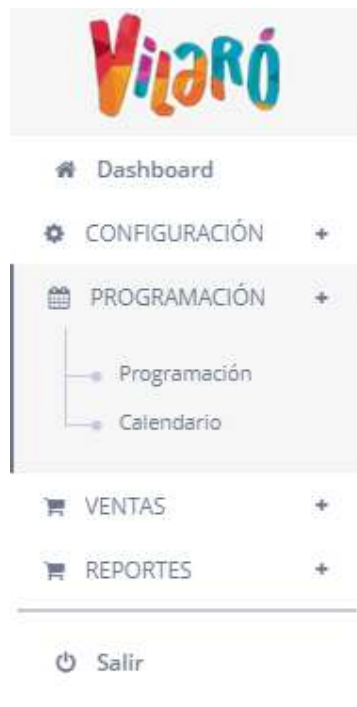 Vilaró
Dashboard
CONFIGURACIÓN +
PROGRAMACIÓN +
Programación
Calendario
VENTAS +
REPORTES +
Salir